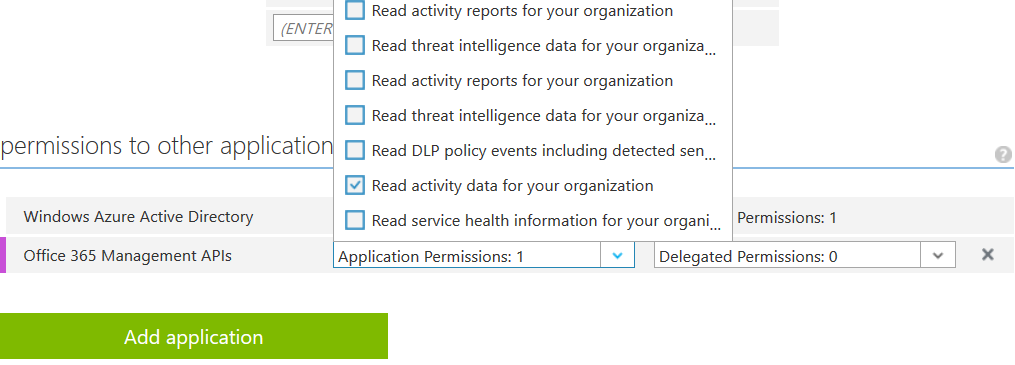 Read activity reports for your organization
(ENTER
Read threat intelligence data for your organiza...
Read activity reports for your organization
Read threat intelligence data for your organiza...
permissions to other application
Read DLP policy events including detected sen...
?
Read activity data for your organization
Windows Azure Active Directory
Read service health information for your organi...
Permissions: 1
Office 365 Management APIs
Application Permissions: 1
Delegated Permissions: 0
Add application